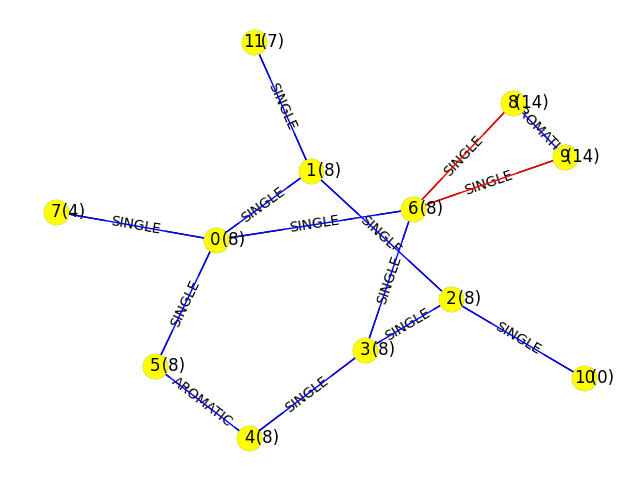 11(7)
SINGLE
8(14)
AROMATIC
9(14)
SINGLE
SINGLE
1(8)
SINGLE
7(4)
SINGLE
6(8)
SINGLE
SINGLE
0(8)
SINGLE
SINGLE
2(8)
SINGLE
SINGLE
3(8)
5(8)
10(0)
AROMATIC
SINGLE
4(8)